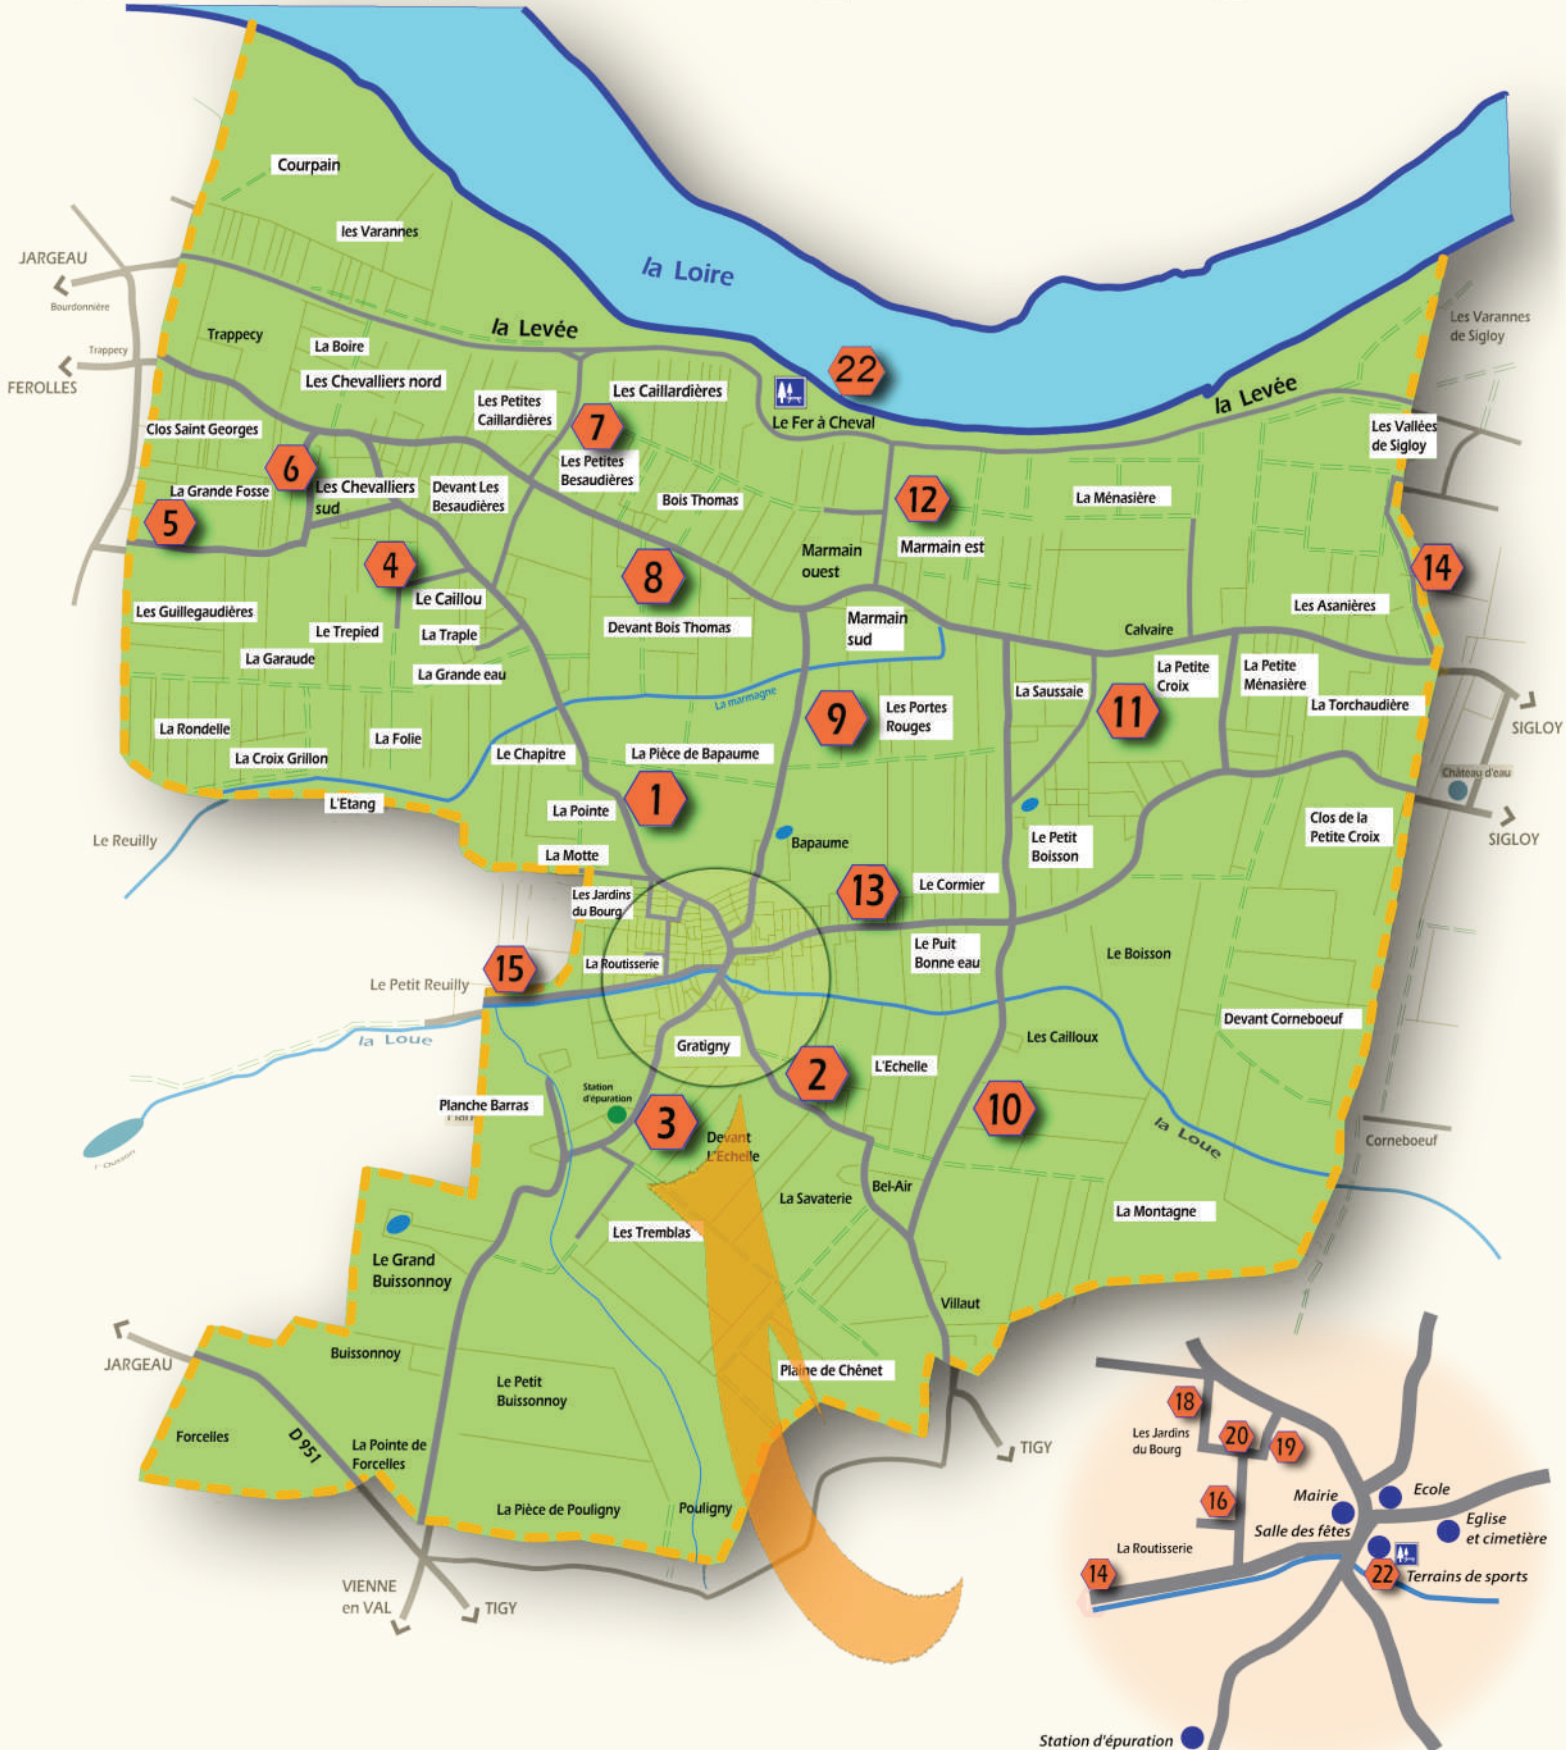 Courpain
les Varannes
la Loire
JARGEAU
Bourdonnière
Les Varannes
de Sigloy
la Levée
Trappecy
La Boire
Trappecy
FEROLLES
22
Les Chevalliers nord
Les Caillardières
la Levée
Les Petites
Caillardières
Le Fer à Cheval
7
Clos Saint Georges
Les Vallées
de Sigloy
6
Les Petites
Besaudières
La Grande Fosse
Les Chevalliers
sud
Devant Les
Besaudières
Bois Thomas
12
La Ménasière
5
Marmain
ouest
Marmain est
4
8
14
Le Caillou
Les Guillegaudières
Les Asanières
Le Trepied
La Traple
Devant Bois Thomas
Marmain
sud
Calvaire
La Garaude
La Grande eau
La Petite
Croix
La Petite
Ménasière
La marmagne
La Saussaie
La Rondelle
9
Les Portes
Rouges
11
La Torchaudière
SIGLOY
La Folie
La Croix Grillon
Le Chapitre
La Pièce de Bapaume
Château d'eau
L'Etang
1
La Pointe
Clos de la
Petite Croix
Le Reuilly
Bapaume
Le Petit
Boisson
SIGLOY
La Motte
13
Le Cormier
Les Jardins
du Bourg
15
La Routisserie
Le Puit
Bonne eau
Le Boisson
Le Petit Reuilly
Devant Corneboeuf
la Loue
Gratigny
Les Cailloux
2
L'Echelle
Station
d'épuration
Planche Barras
3
10
Devant
L'Echelle
la Loue
Corneboeuf
La Savaterie
Bel-Air
La Montagne
Les Tremblas
Le Grand
Buissonnoy
Villaut
JARGEAU
Buissonnoy
Plaine de Chênet
Le Petit
Buissonnoy
Forcelles
D 951
La Pointe de
Forcelles
TIGY
La Pièce de Pouligny
Pouligny
VIENNE
en VAL
TIGY
18
Les Jardins
du Bourg
20
19
16
Mairie
Ecole
Salle des fêtes
Eglise
et cimetière
La Routisserie
14
22
Terrains de sports
Station d'épuration